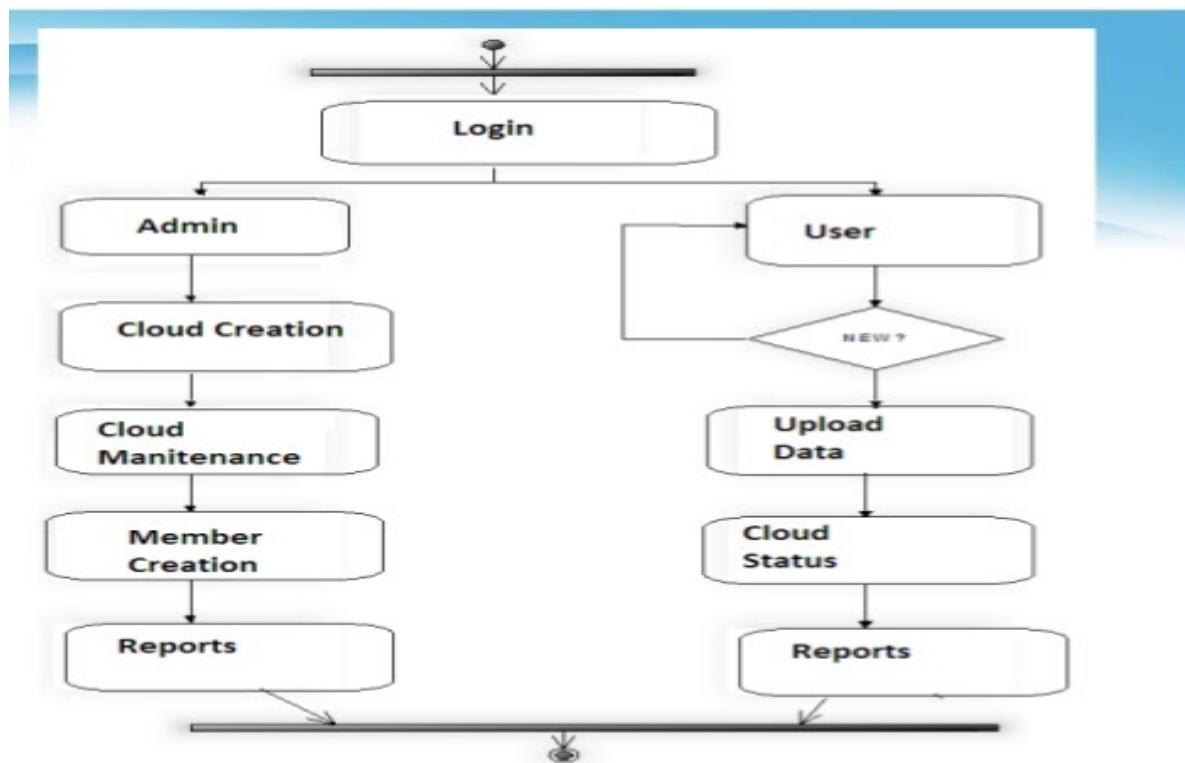 Login
Admin
User
Cloud Creation
NEW?
Cloud
Manitenance
Upload
Data
Member
Creation
Cloud
Status
Reports
Reports